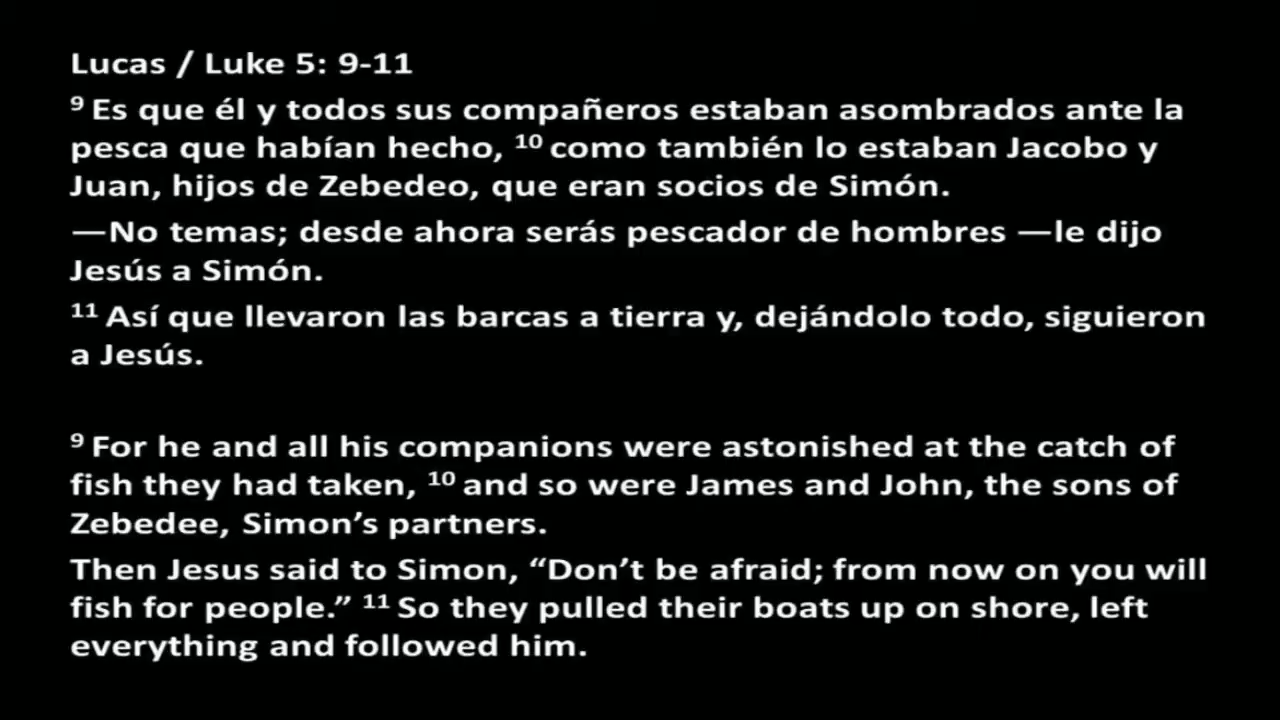 Lucas / Luke 5: 9-11
⁹ Es que él y todos sus compañeros estaban asombrados ante la
pesca que habían hecho, ¹⁰ como también lo estaban Jacobo y
Juan, hijos de Zebedeo, que eran socios de Simón.
—No temas; desde ahora serás pescador de hombres —le dijo
Jesús a Simón.
¹¹ Así que llevaron las barcas a tierra y, dejándolo todo, siguieron
a Jesús.
⁹ For he and all his companions were astonished at the catch of
fish they had taken, ¹⁰ and so were James and John, the sons of
Zebedee, Simon’s partners.
Then Jesus said to Simon, “Don’t be afraid; from now on you will
fish for people.” ¹¹ So they pulled their boats up on shore, left
everything and followed him.